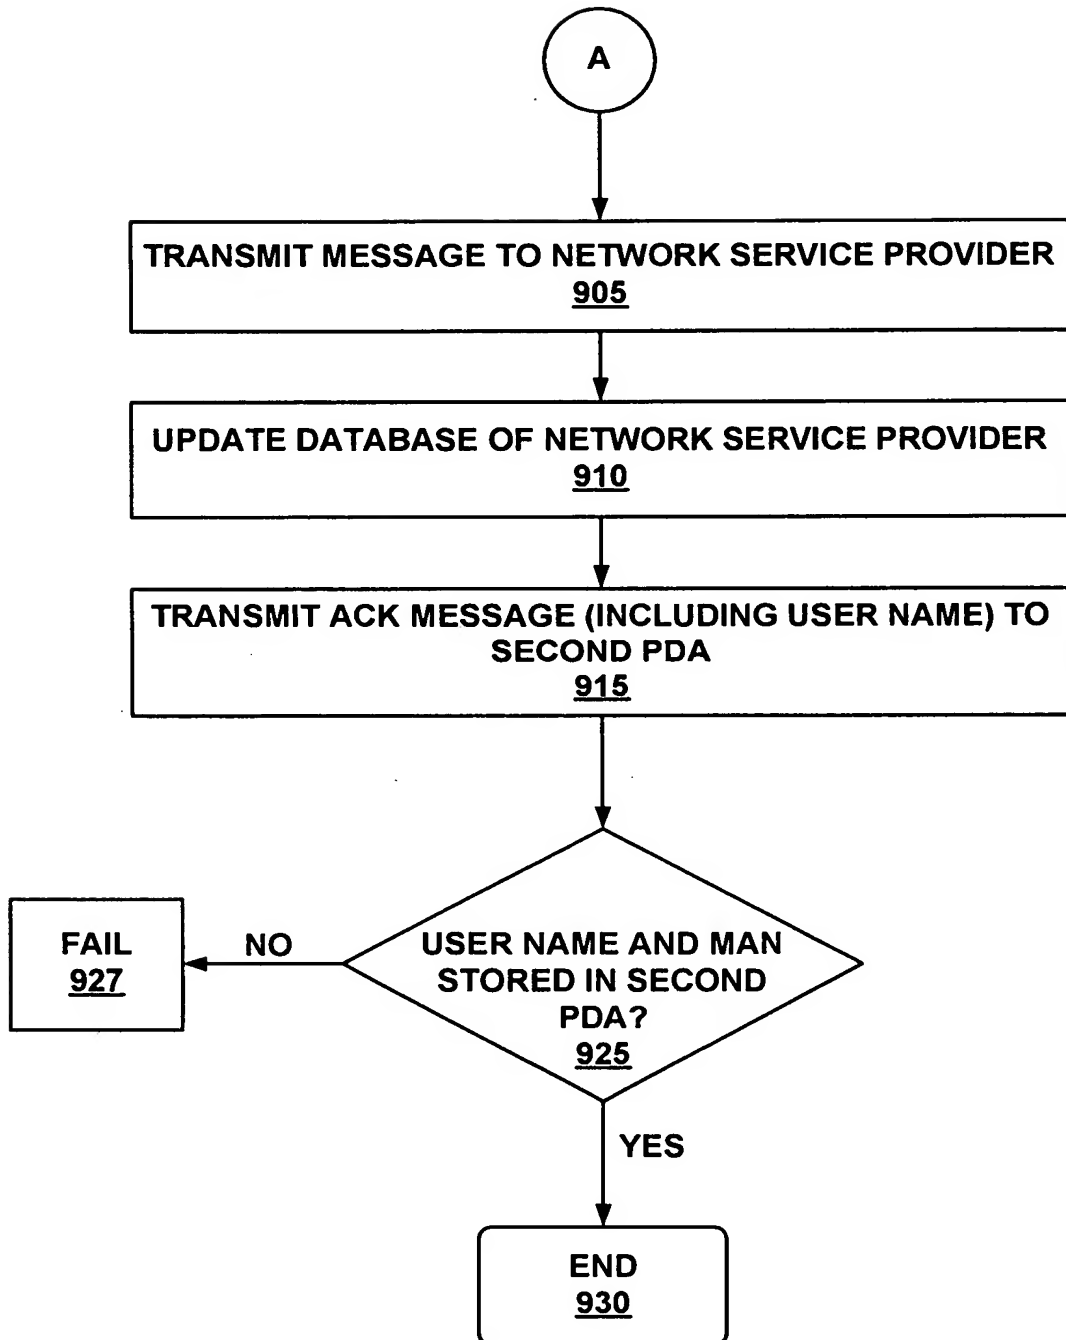 A
TRANSMIT MESSAGE TO NETWORK SERVICE PROVIDER
905
UPDATE DATABASE OF NETWORK SERVICE PROVIDER
910
TRANSMIT ACK MESSAGE (INCLUDING USER NAME) TO
SECOND PDA
915
USER NAME AND MAN
STORED IN SECOND
PDA?
925
NO
FAIL
927
YES
END
930